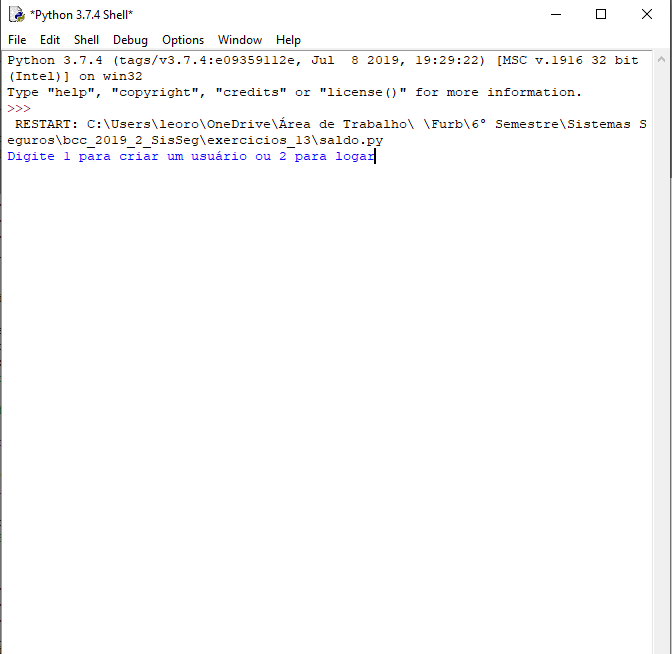 *Python 3.7.4 Shell*
File Edit Shell Debug Options Window Help
Python 3.7.4 (tags/v3.7.4:e09359112e, Jul  8 2019, 19:29:22) [MSC v.1916 32 bit
(Intel)] on win32
Type "help", "copyright", "credits" or "license()" for more information.
>>>
 RESTART: C:\Users\leoro\OneDrive\Área de Trabalho\ \Furb\6° Semestre\Sistemas S
eguros\bcc_2019_2_SisSeg\exercicios_13\saldo.py
Digite 1 para criar um usuário ou 2 para logar